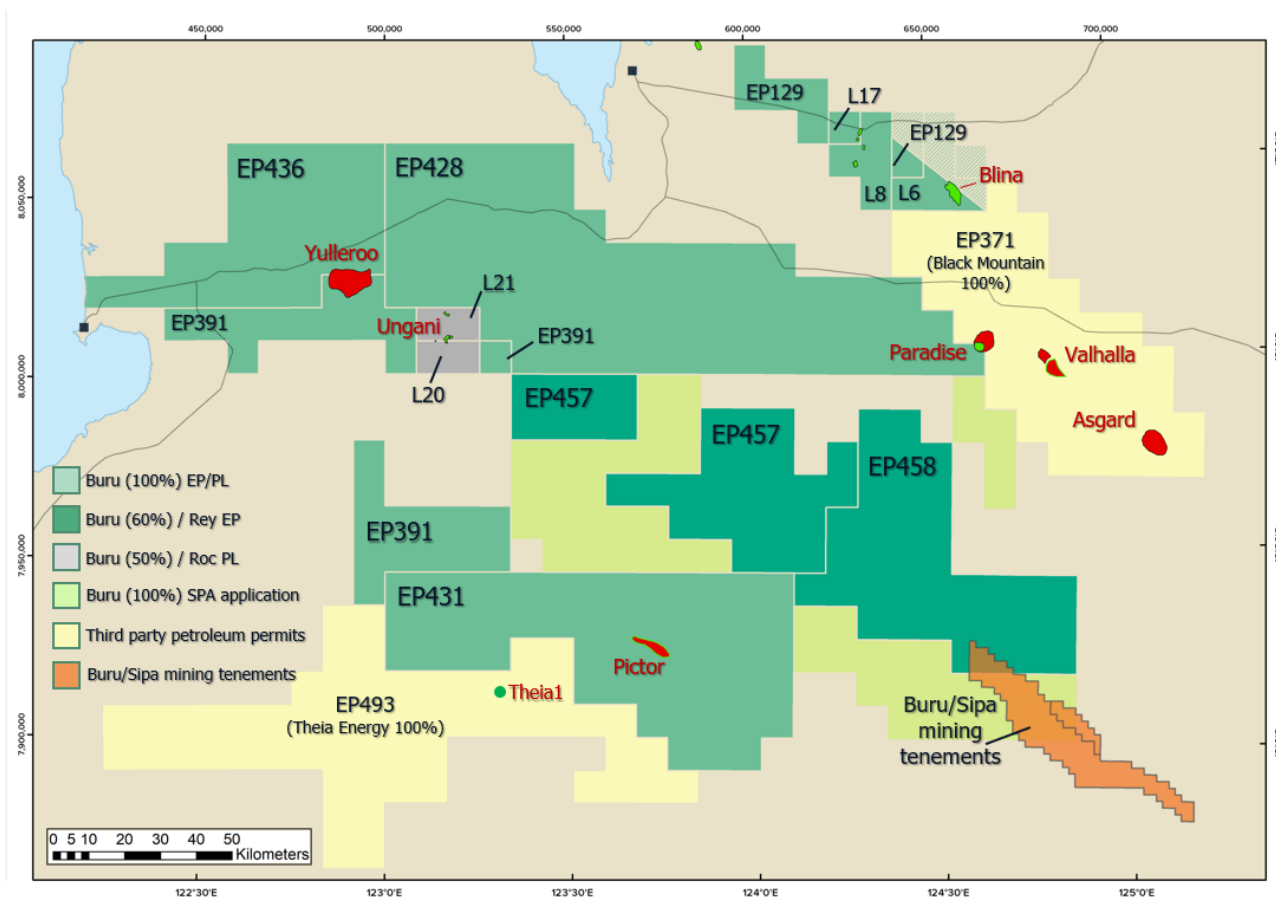 450,000
500,000
550,000
600,000
650,000
700,000
EP129
L17
EP129
EP436
EP428
Blina
L8
L6
8,050,000
EP371
(Black Mountain
100%)
Yulleroo
L21
EP391
Ungani
EP391
Paradise
Valhalla
L20
8,000,000
EP457
Asgard
EP457
EP458
Buru (100%) EP/PL
Buru (60%) / Rey EP
EP391
Buru (50%) / Roc PL
7,950,000
Buru (100%) SPA application
EP431
Third party petroleum permits
Pictor
Buru/Sipa mining tenements
Theia1
EP493
(Theia Energy 100%)
Buru/Sipa
mining
tenements
7,900,000
0 5 10 20 30 40 50
Kilometers
122°30'E
123°0'E
123°30'E
124°0'E
124°30'E
125°0'E